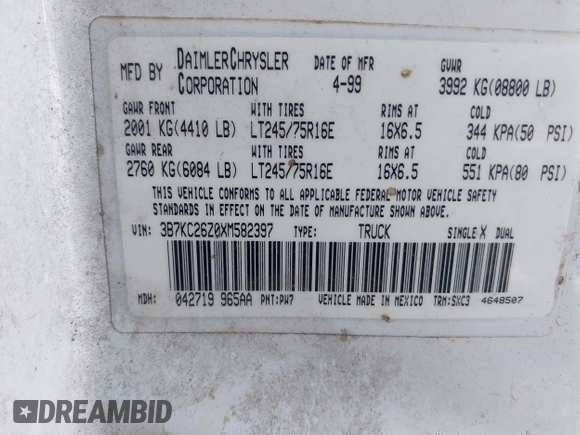 MFD BY DAIMLERCHRYSLER CORPORATION DATE OF MFR 4-99 GVWR 3992 KG(08800 LB)
GAWR FRONT WITH TIRES RIMS AT COLD
2001 KG(4410 LB) LT245/75R16E 16X6.5 344 KPA(50 PSI)
GAWR REAR WITH TIRES RIMS AT COLD
2760 KG(6084 LB) LT245/75R16E 16X6.5 551 KPA(80 PSI)
THIS VEHICLE CONFORMS TO ALL APPLICABLE FEDERAL MOTOR VEHICLE SAFETY
STANDARDS IN EFFECT ON THE DATE OF MANUFACTURE SHOWN ABOVE.
VIN: 3B7KC26Z0XM582397 TYPE: TRUCK SINGLE X DUAL
MDH: 042719 965AA PNT:PW7 VEHICLE MADE IN MEXICO TRM:SXC3 4648507
DREAMBID